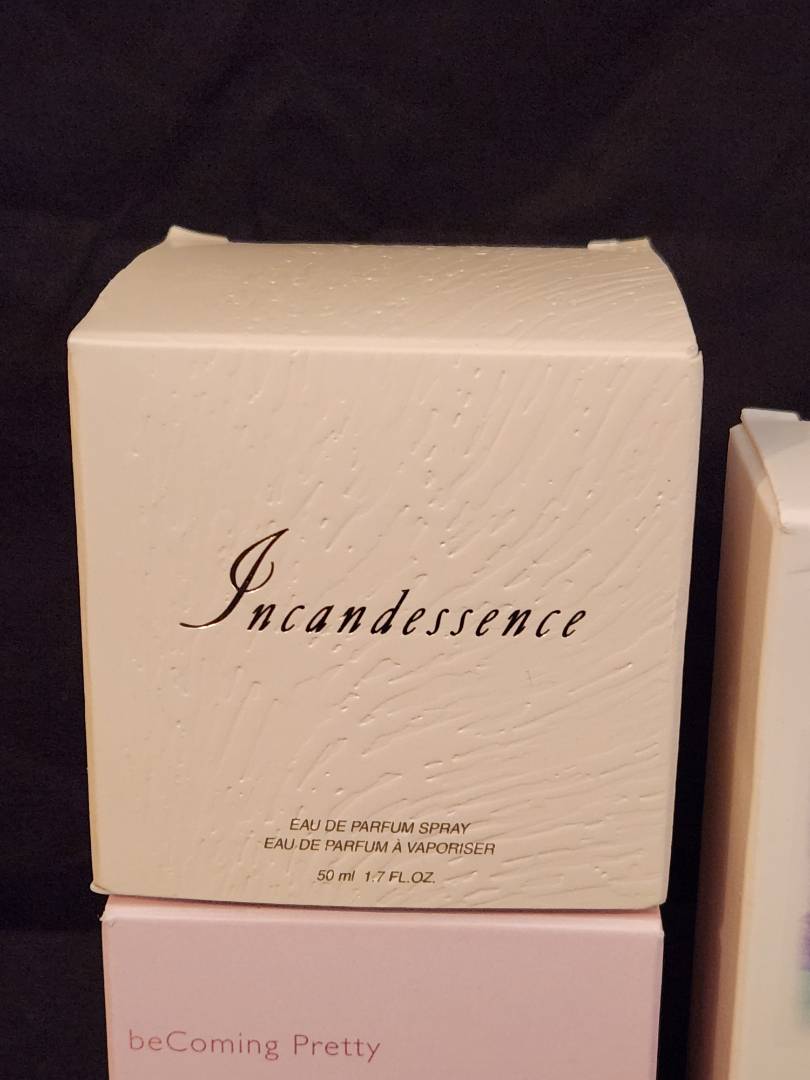 Incandessence
EAU DE PARFUM SPRAY
EAU DE PARFUM À VAPORISER
50 ml 1.7 FL.OZ.
beComing Pretty